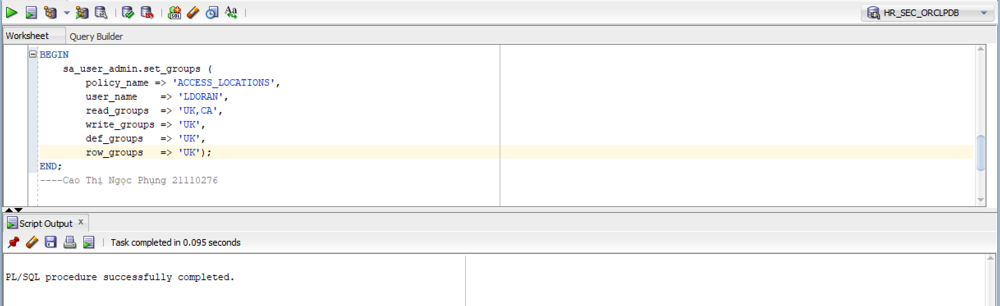 HR_SEC_ORCLPDB
Worksheet Query Builder
BEGIN
    sa_user_admin.set_groups (
        policy_name => 'ACCESS_LOCATIONS',
        user_name    => 'LDORAN',
        read_groups  => 'UK,CA',
        write_groups => 'UK',
        def_groups   => 'UK',
        row_groups   => 'UK');
END;
----Cao Thị Ngọc Phụng 21110276
Script Output x
Task completed in 0.095 seconds
PL/SQL procedure successfully completed.